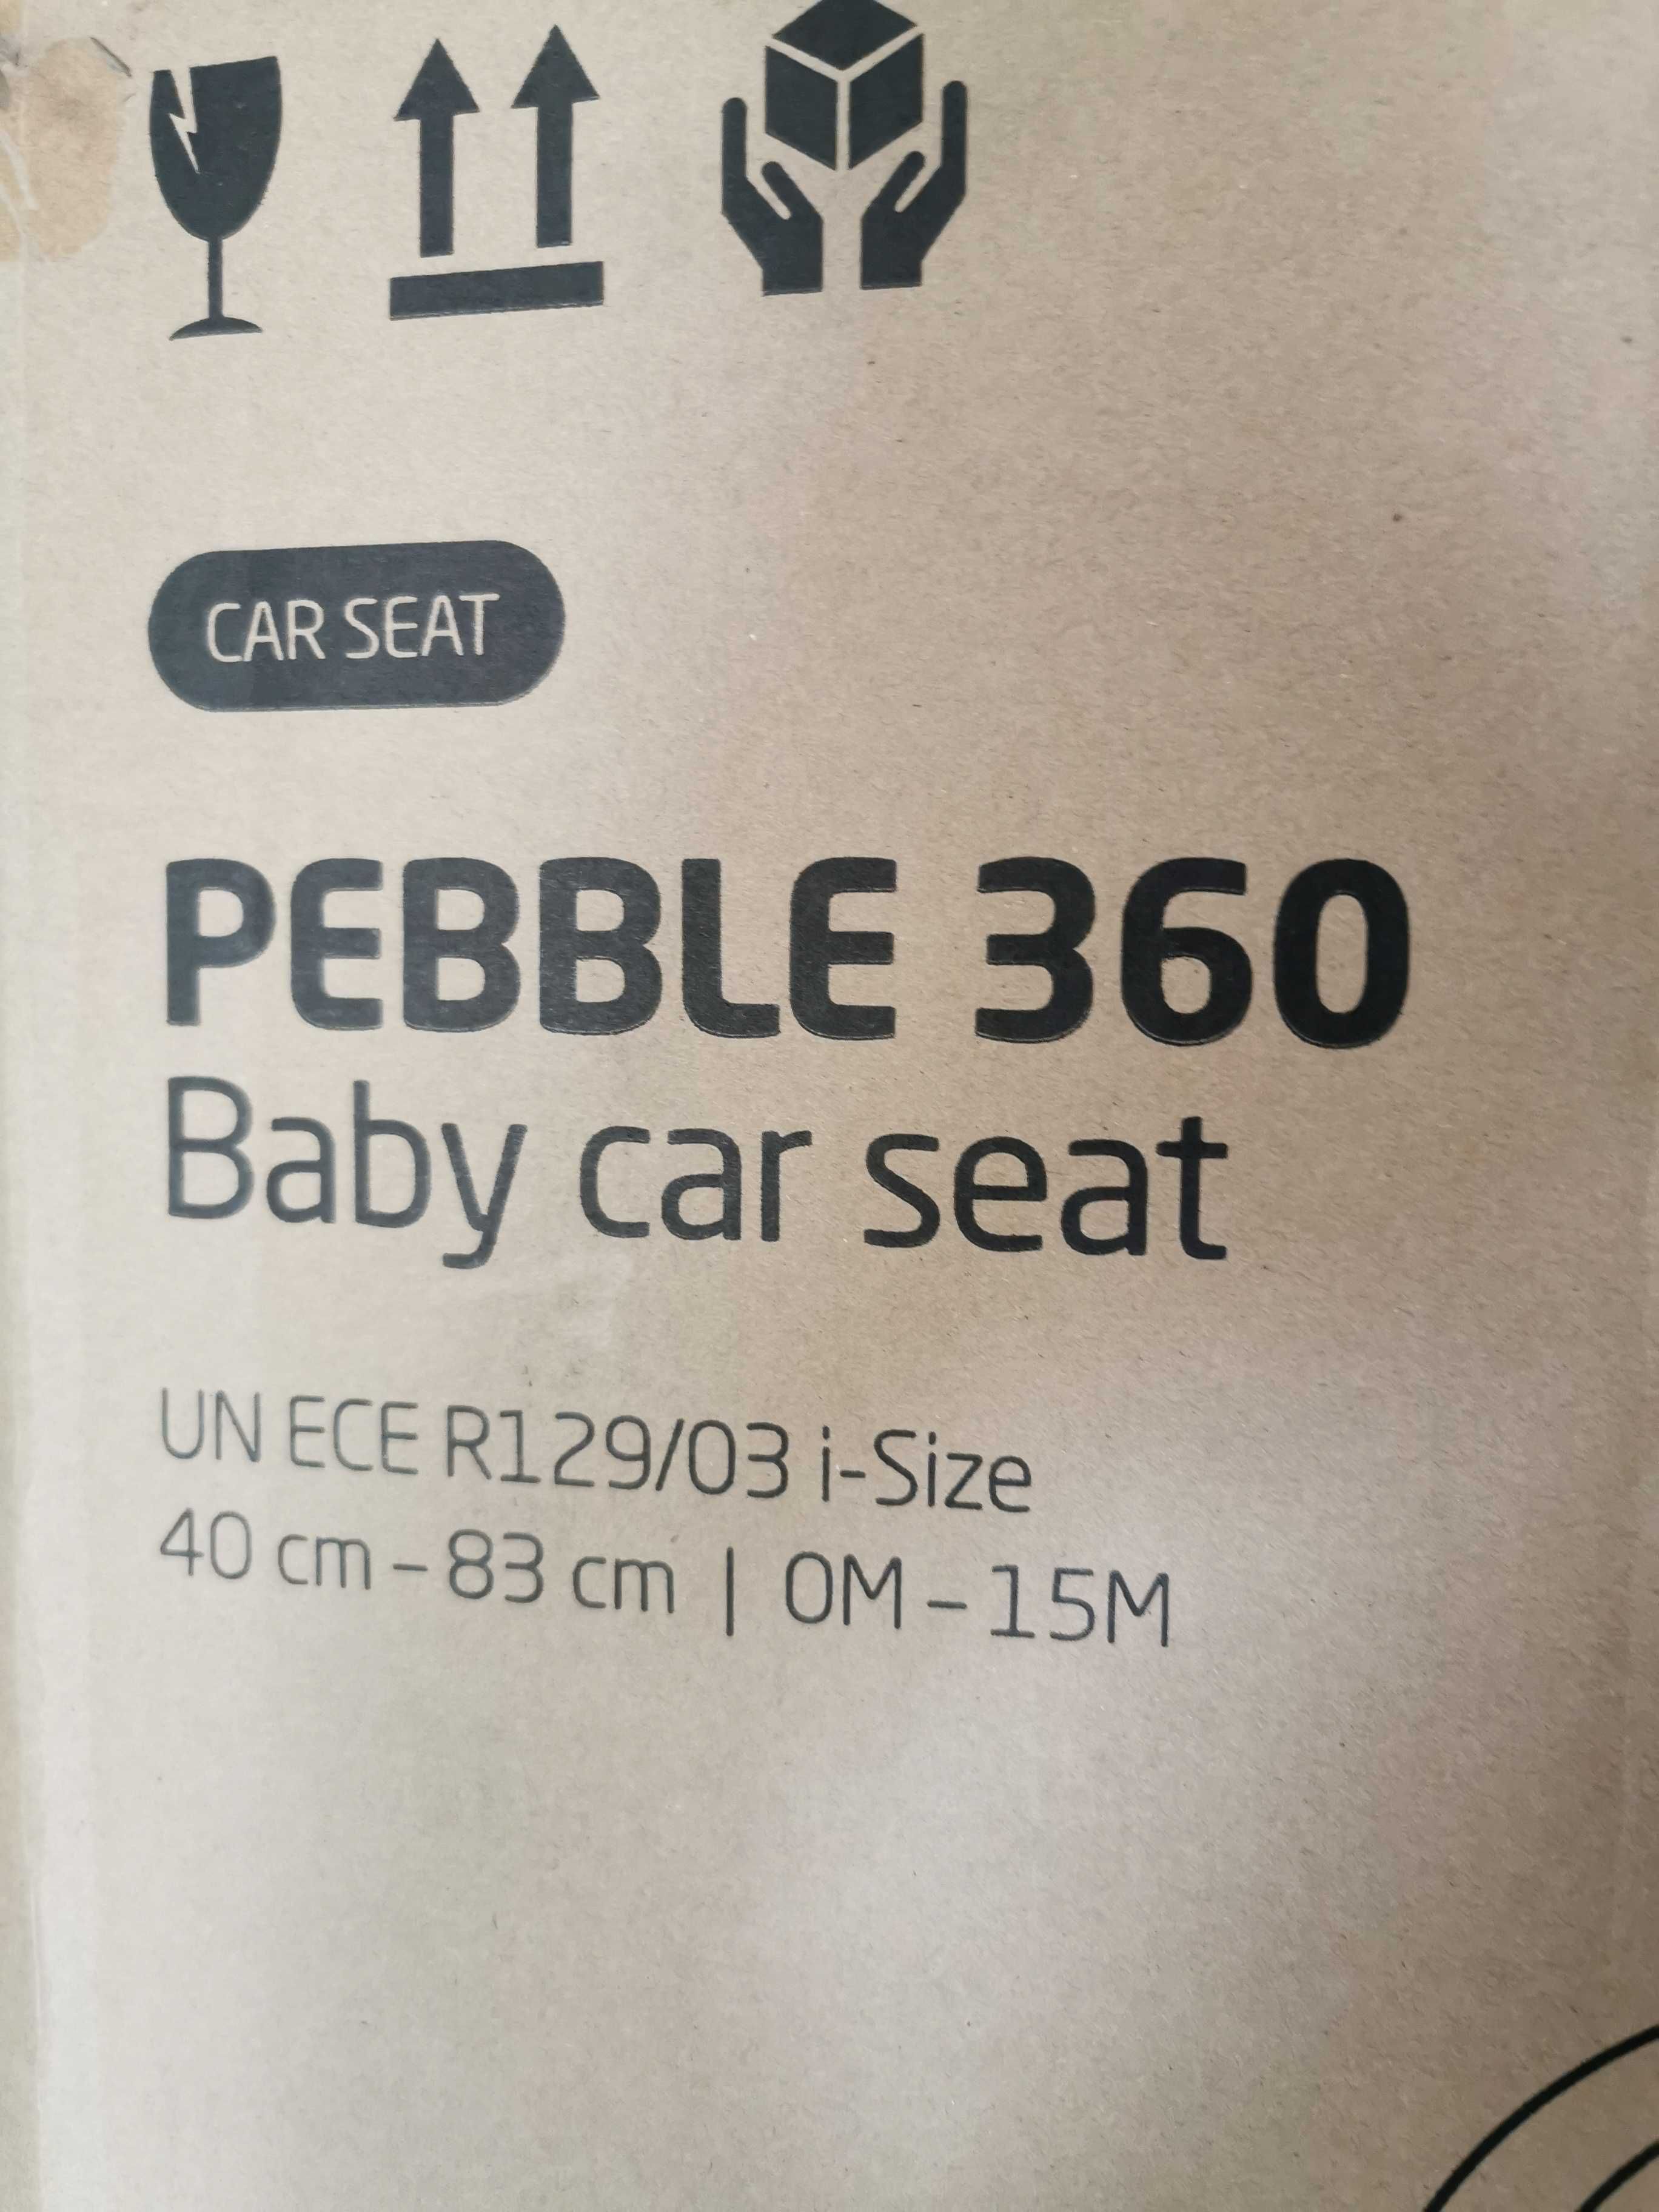 CAR SEAT
PEBBLE 360
Baby car seat
UN ECE R129/03 i-Size
40 cm – 83 cm | 0M – 15M